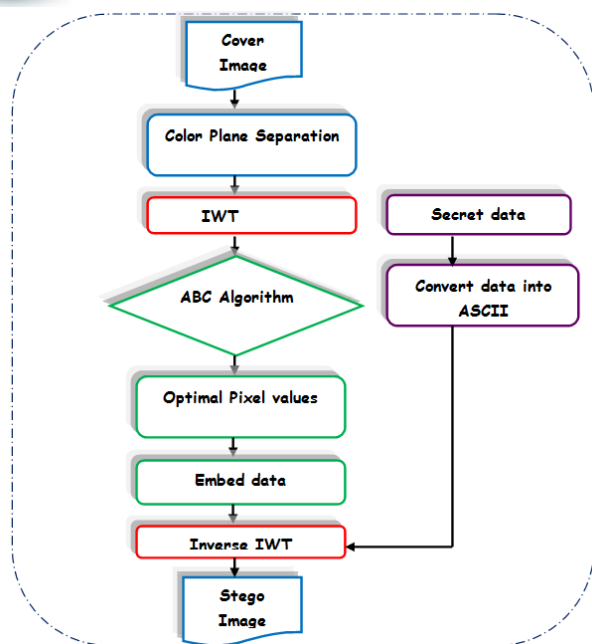 Cover
Image
Color Plane Separation
IWT
Secret data
ABC Algorithm
Convert data into
ASCII
Optimal Pixel values
Embed data
Inverse IWT
Stego
Image